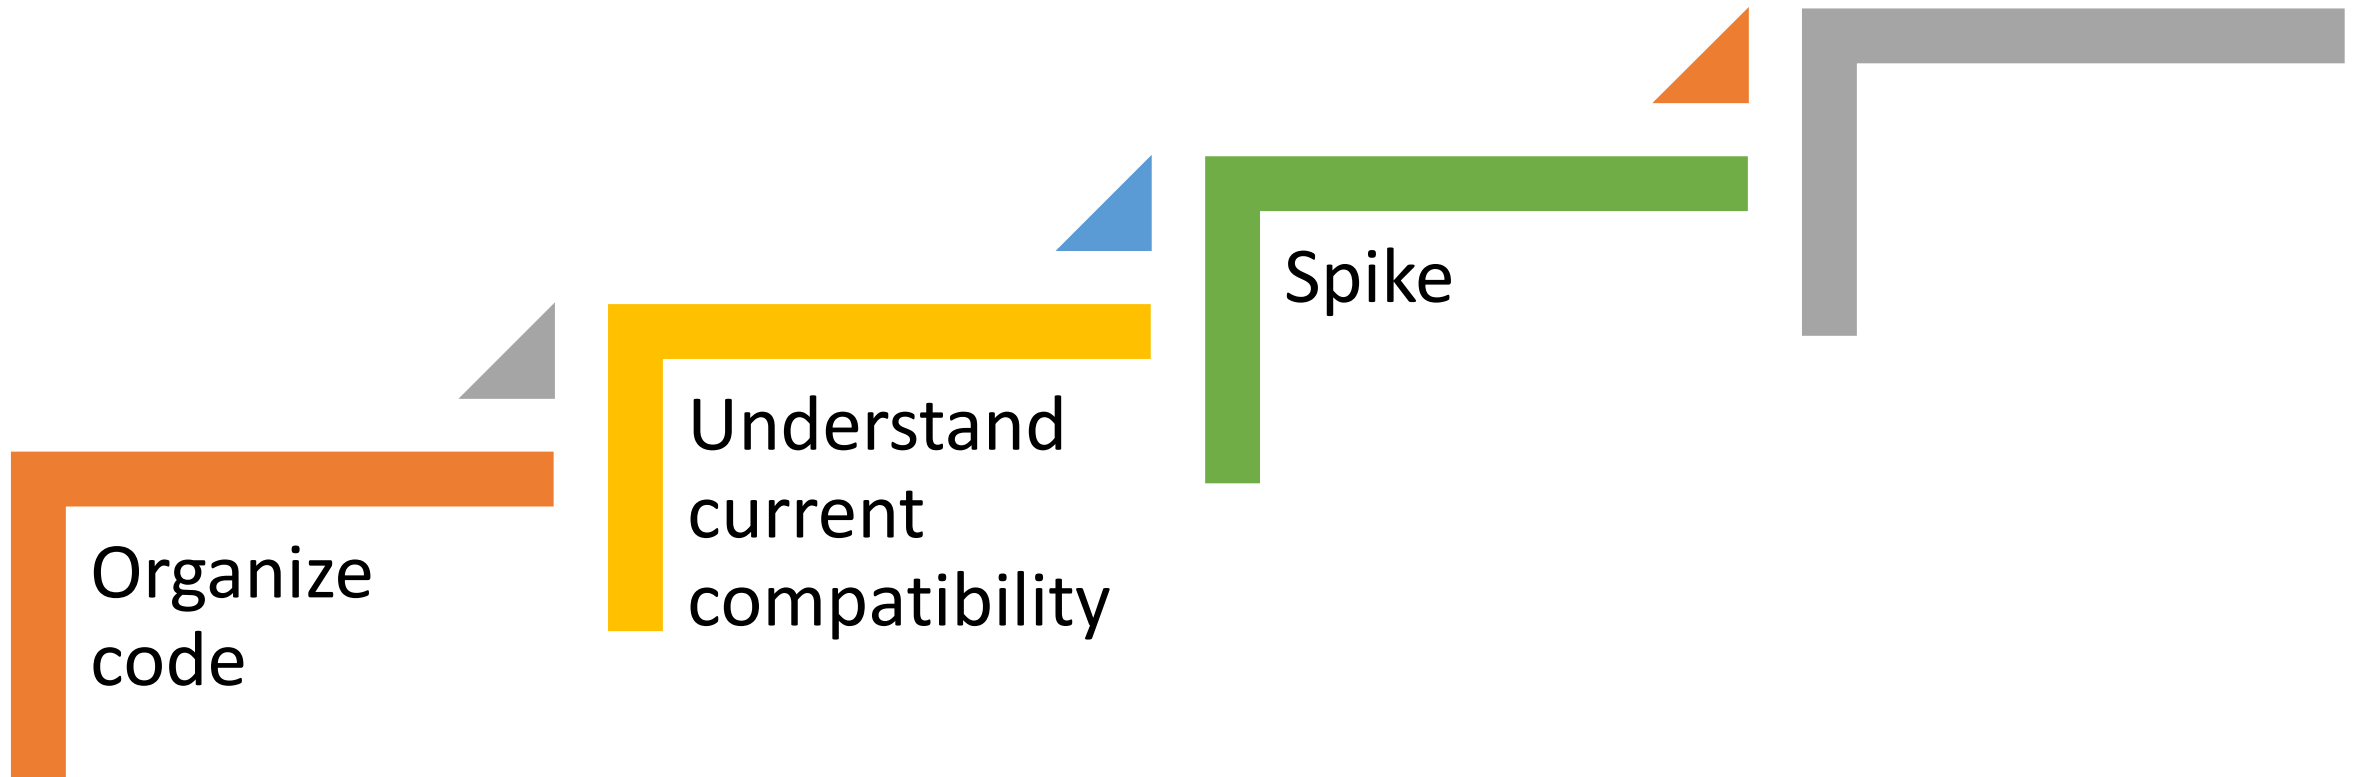 Organize
code
Understand
current
compatibility
Spike